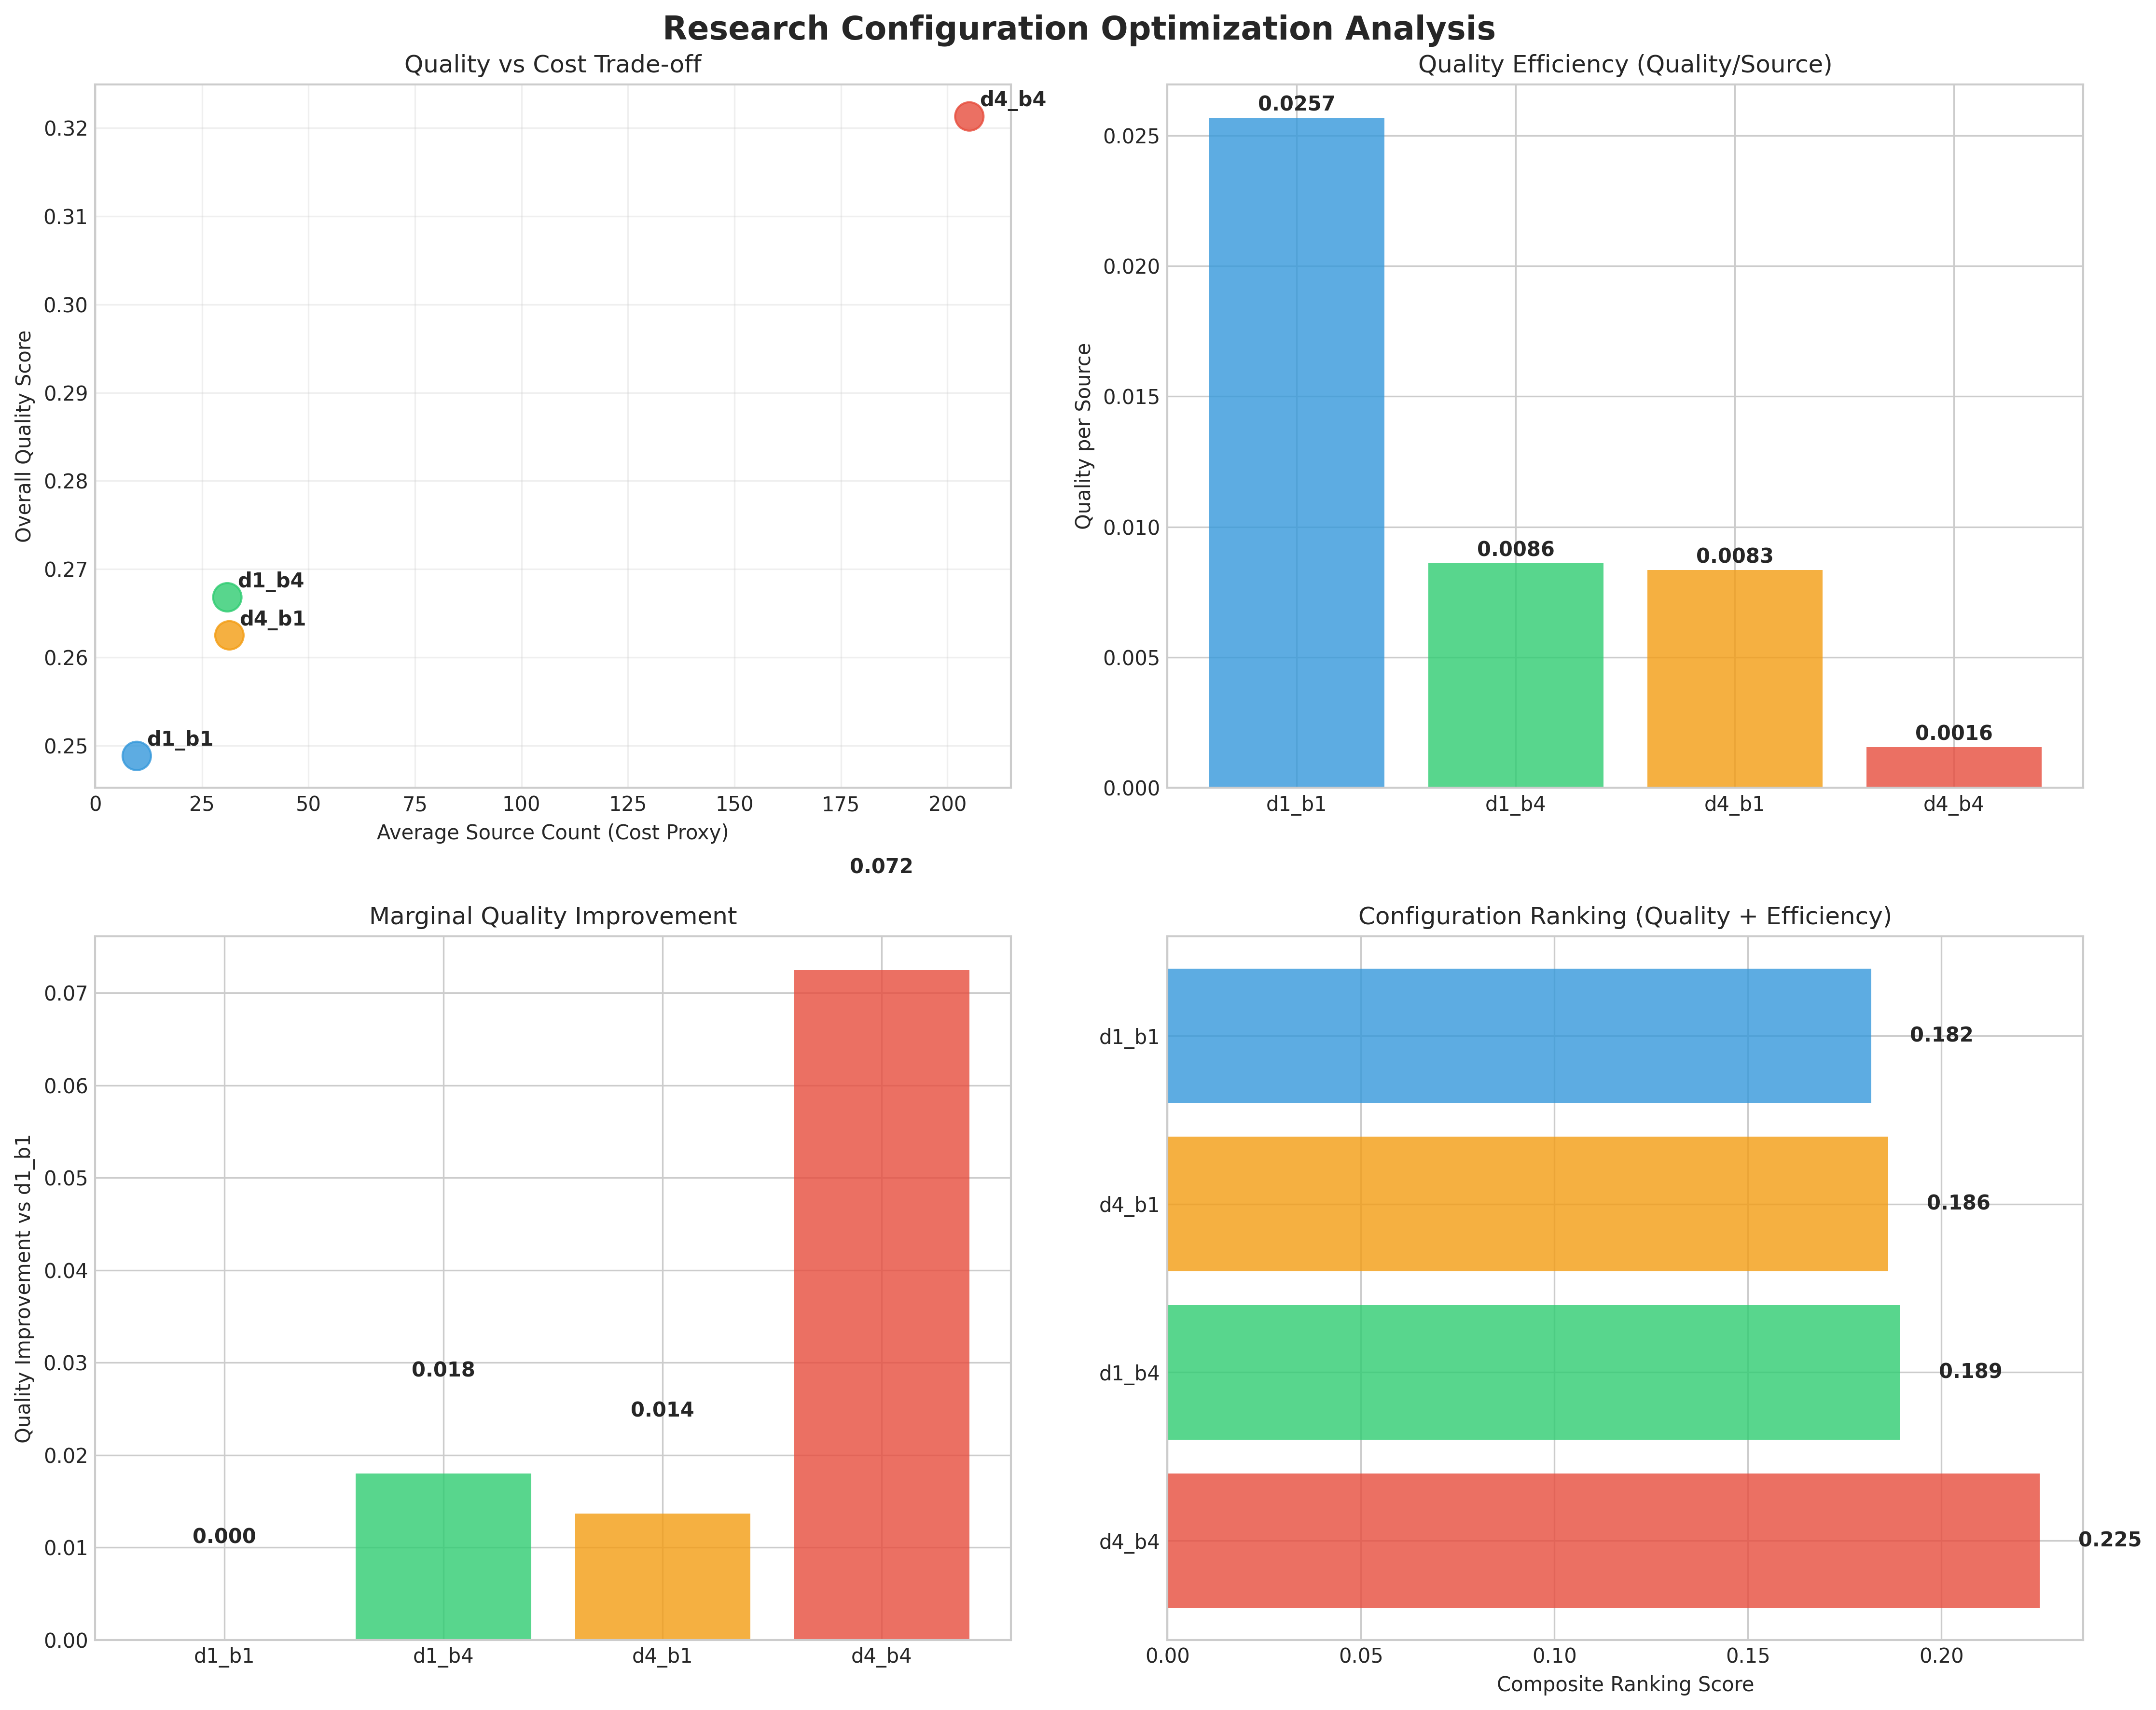 Research Configuration Optimization Analysis
Quality vs Cost Trade-off
Overall Quality Score
0.32
0.31
0.30
0.29
0.28
0.27
0.26
0.25
d4_b4
d1_b4
d4_b1
d1_b1
0 25 50 75 100 125 150 175 200
Average Source Count (Cost Proxy)
Quality Efficiency (Quality/Source)
Quality per Source
0.025
0.020
0.015
0.010
0.005
0.000
0.0257
0.0086
0.0083
0.0016
d1_b1 d1_b4 d4_b1 d4_b4
0.072
Marginal Quality Improvement
Quality Improvement vs d1_b1
0.07
0.06
0.05
0.04
0.03
0.02
0.01
0.00
0.000
0.018
0.014
d1_b1 d1_b4 d4_b1 d4_b4
Configuration Ranking (Quality + Efficiency)
d1_b1 0.182
d4_b1 0.186
d1_b4 0.189
d4_b4 0.225
0.00 0.05 0.10 0.15 0.20
Composite Ranking Score